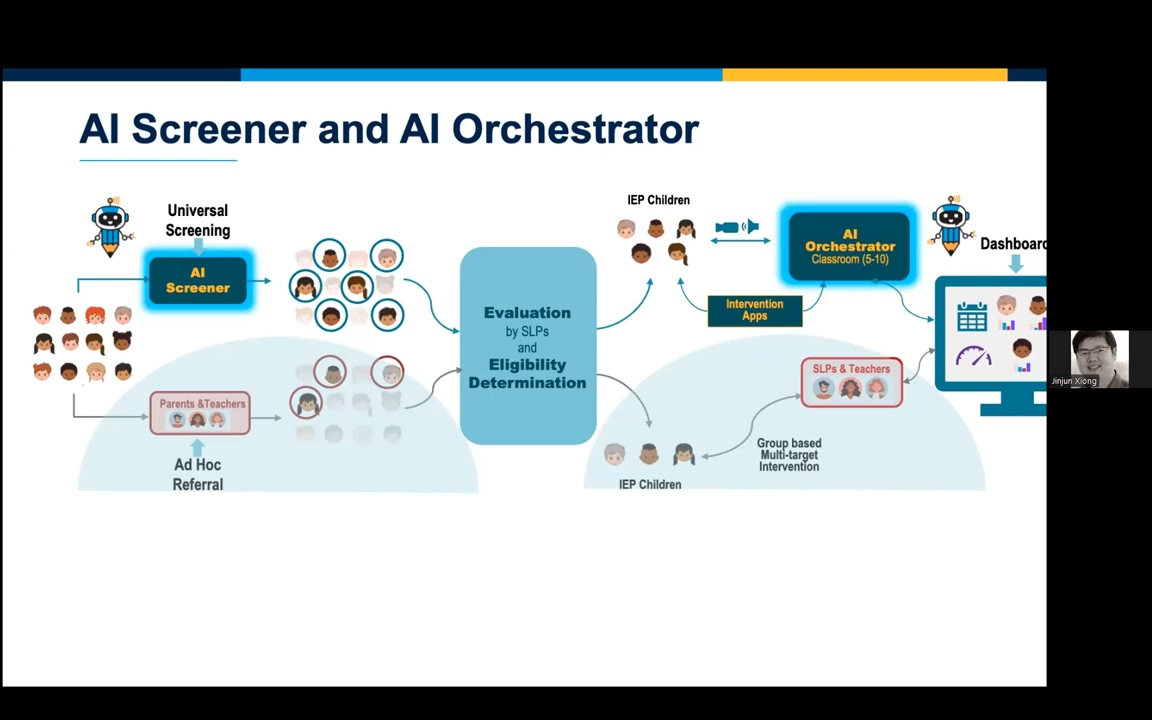 AI Screener and AI Orchestrator
Universal
Screening
AI
Screener
Parents &Teachers
Ad Hoc
Referral
Evaluation
by SLPs
and
Eligibility
Determination
IEP Children
AI
Orchestrator
Classroom (5-10)
Intervention
Apps
Dashboard
SLPs & Teachers
Group based
Multi-target
Intervention
IEP Children
Jinjun Xiong